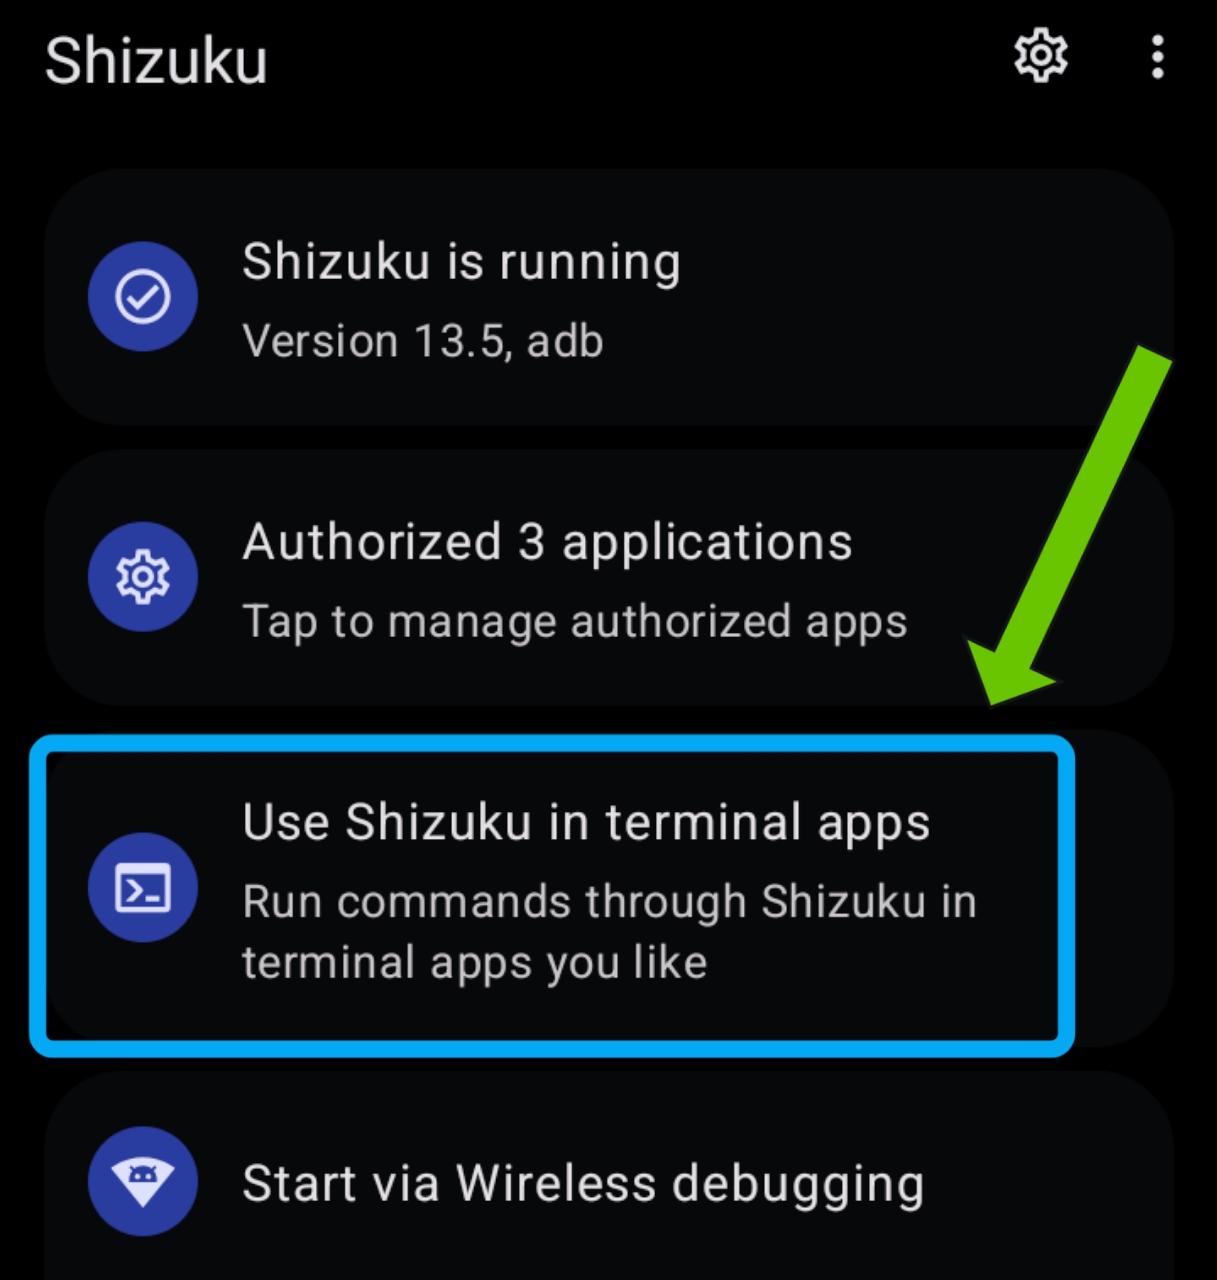 Shizuku
Shizuku is running
Version 13.5, adb
Authorized 3 applications
Tap to manage authorized apps
Use Shizuku in terminal apps
Run commands through Shizuku in
terminal apps you like
Start via Wireless debugging